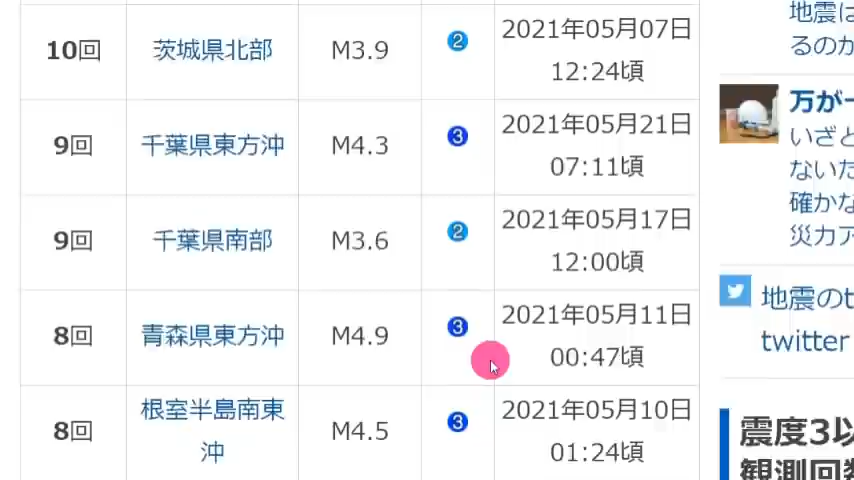 10回 茨城県北部 M3.9 2 2021年05月07日
12:24頃
9回 千葉県東方沖 M4.3 3 2021年05月21日
07:11頃
9回 千葉県南部 M3.6 2 2021年05月17日
12:00頃
8回 青森県東方沖 M4.9 3 2021年05月11日
00:47頃
8回 根室半島南東
沖 M4.5 3 2021年05月10日
01:24頃
地震は
るのか
万が一
いざと
ないた
確かな
災力ア
地震のt
twitter
震度3以
観測回数